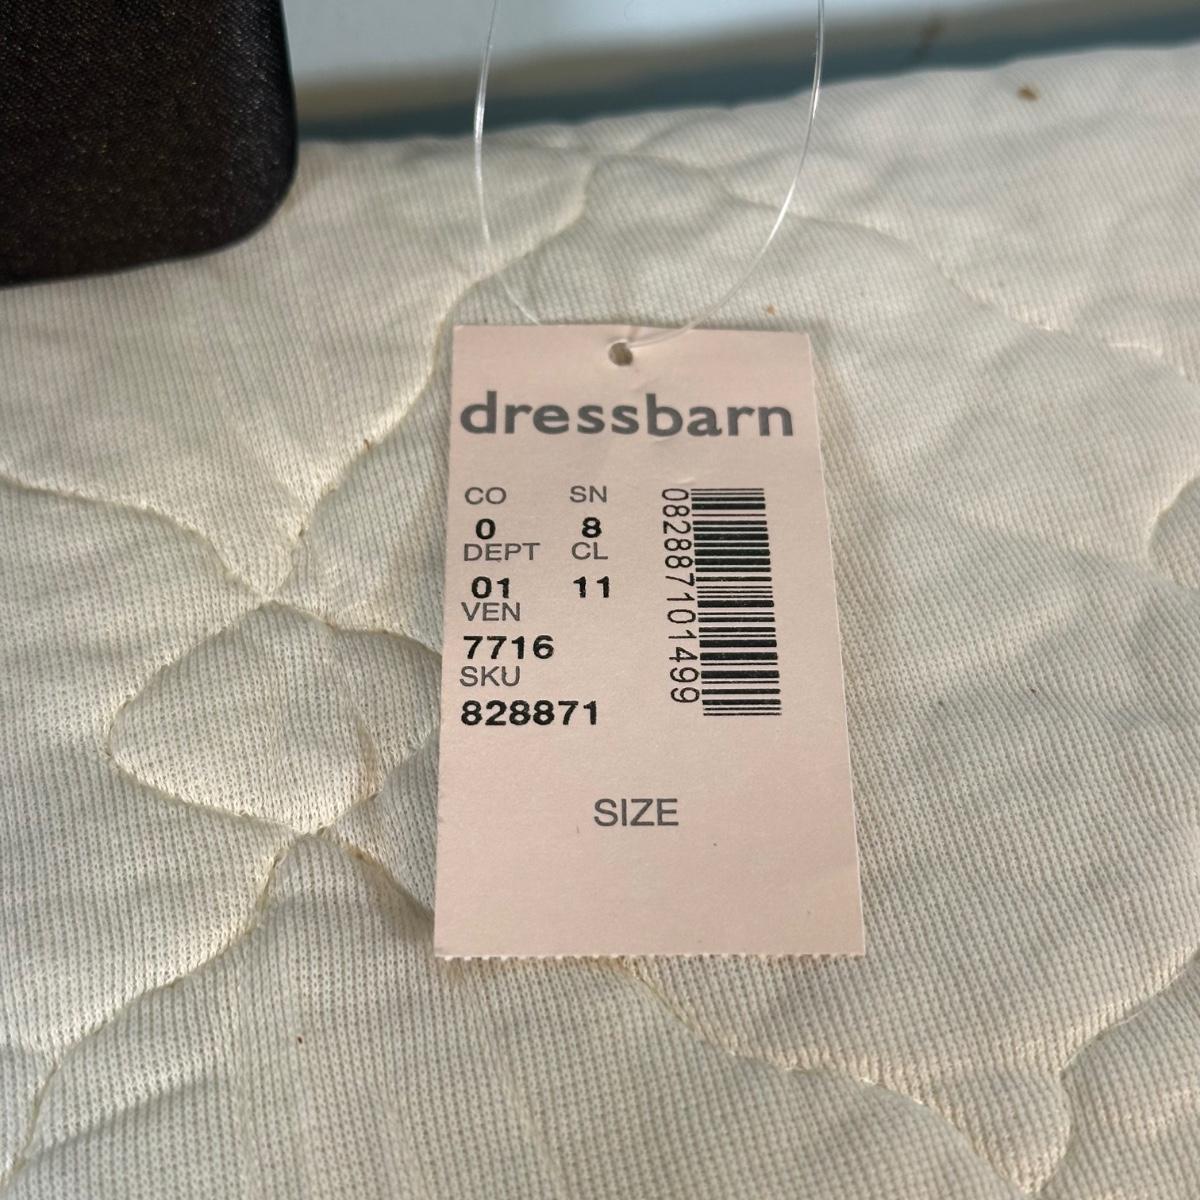 dressbarn
CO SN
0 8
DEPT CL
01 11
VEN
7716
SKU
828871
082887101499
SIZE